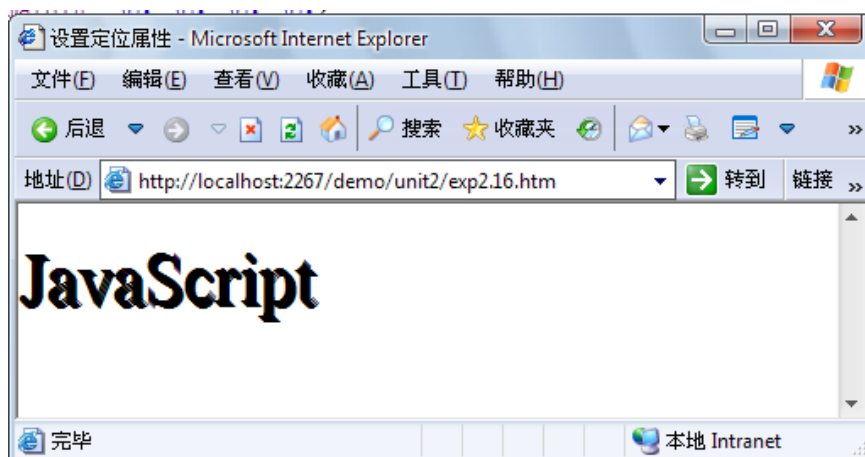 设置定位属性 - Microsoft Internet Explorer
文件(F) 编辑(E) 查看(V) 收藏(A) 工具(T) 帮助(H)
后退 搜索 收藏夹 »
地址(D) http://localhost:2267/demo/unit2/exp2.16.htm 转到 链接 »
JavaScript
完毕 本地 Intranet